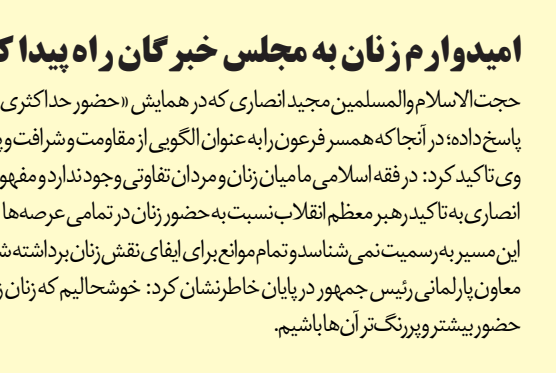 امیدوارم زنان به مجلس خبرگان راه پیدا
حجت‌الاسلام‌والمسلمین مجید انصاری که در همایش «حضور حداکثری
پاسخ داده؛ در آنجا که همسر فرعون را به عنوان الگویی از مقاومت و شرافت و
وی تاکید کرد: در فقه اسلامی ما میان زنان و مردان تفاوتی وجود ندارد و
انصاری به تاکید رهبر معظم انقلاب نسبت به حضور زنان در تمامی عرصه‌ها
این مسیر به رسمیت نمی‌شناسد و تمام موانع برای ایفای نقش زنان برداشته
معاون پارلمانی رئیس جمهور در پایان خاطرنشان کرد: خوشحالیم که زنان
حضور بیشتر و پررنگ‌تر آن‌ها باشیم.